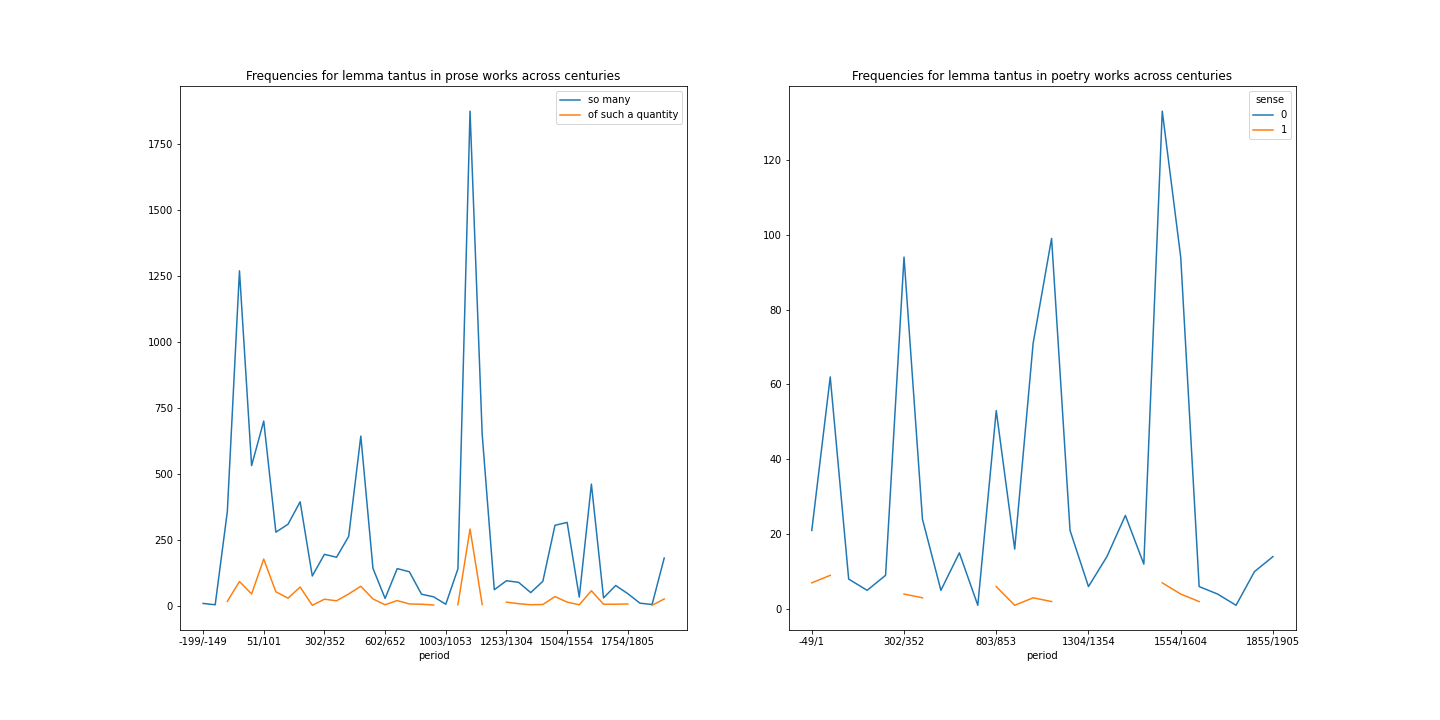 Frequencies for lemma tantus in prose works across centuries
so many
of such a quantity
1750
1500
1250
1000
750
500
250
0
-199/-149 51/101 302/352 602/652 1003/1053 1253/1304 1504/1554 1754/1805
period
Frequencies for lemma tantus in poetry works across centuries
sense
0
1
120
100
80
60
40
20
0
-49/1 302/352 803/853 1304/1354 1554/1604 1855/1905
period